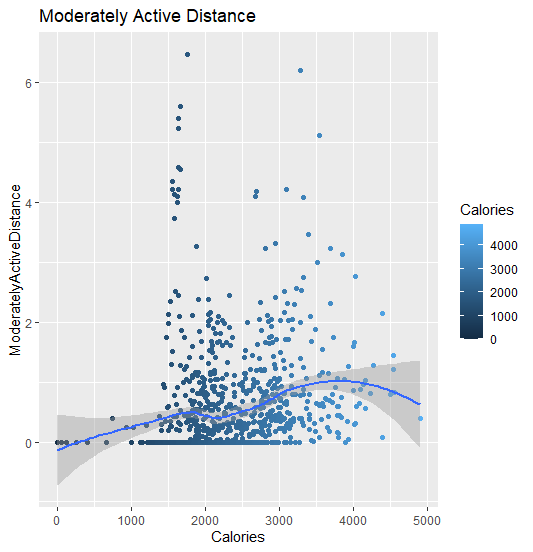 Moderately Active Distance
ModeratelyActiveDistance
6
4
2
0
0 1000 2000 3000 4000 5000
Calories
Calories
4000
3000
2000
1000
0